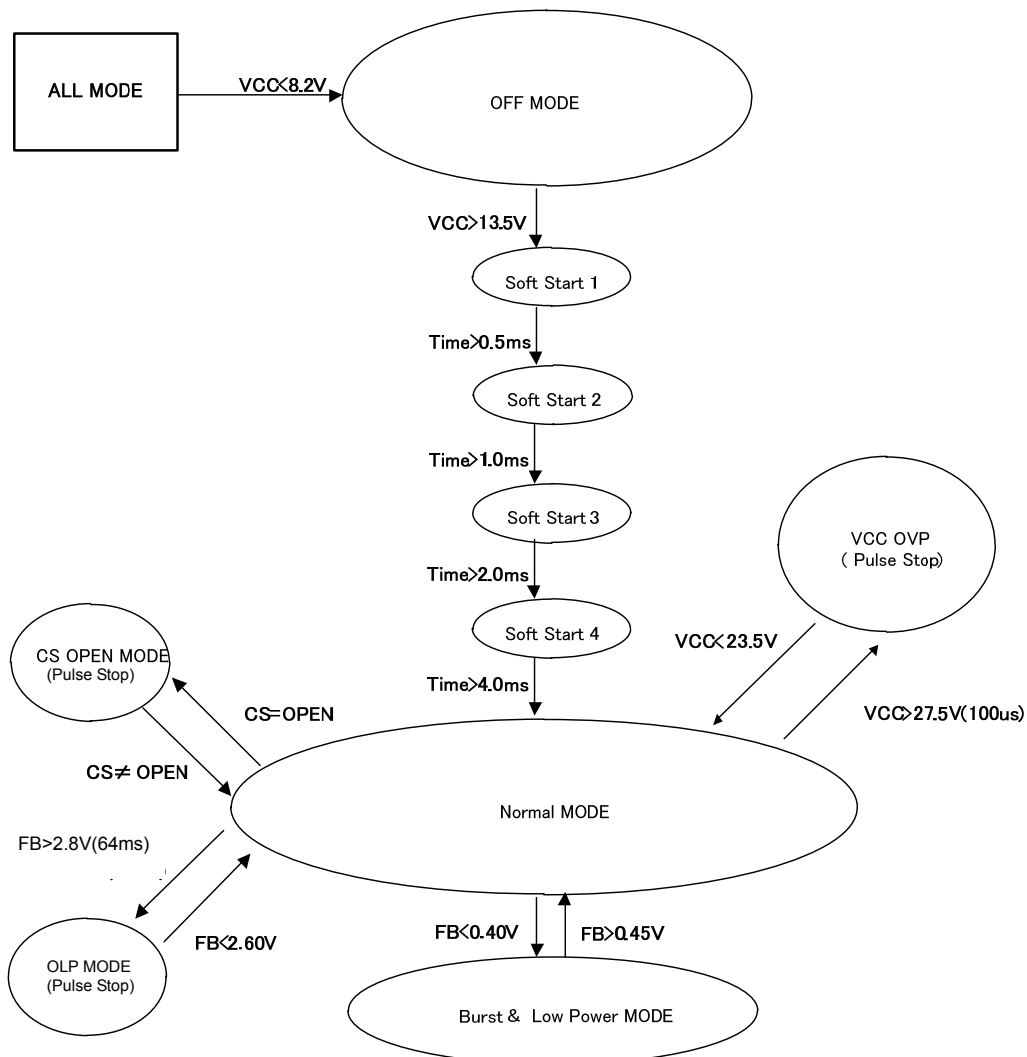 ALL MODE
VCC<8.2V
OFF MODE
VCC>13.5V
Soft Start 1
Time>0.5ms
Soft Start 2
Time>1.0ms
Soft Start 3
Time>2.0ms
Soft Start 4
Time>4.0ms
VCC OVP
( Pulse Stop)
VCC<23.5V
VCC>27.5V(100us)
CS OPEN MODE
(Pulse Stop)
CS=OPEN
CS≠ OPEN
Normal MODE
FB>2.8V(64ms)
FB<2.60V
OLP MODE
(Pulse Stop)
FB<0.40V
FB>0.45V
Burst & Low Power MODE